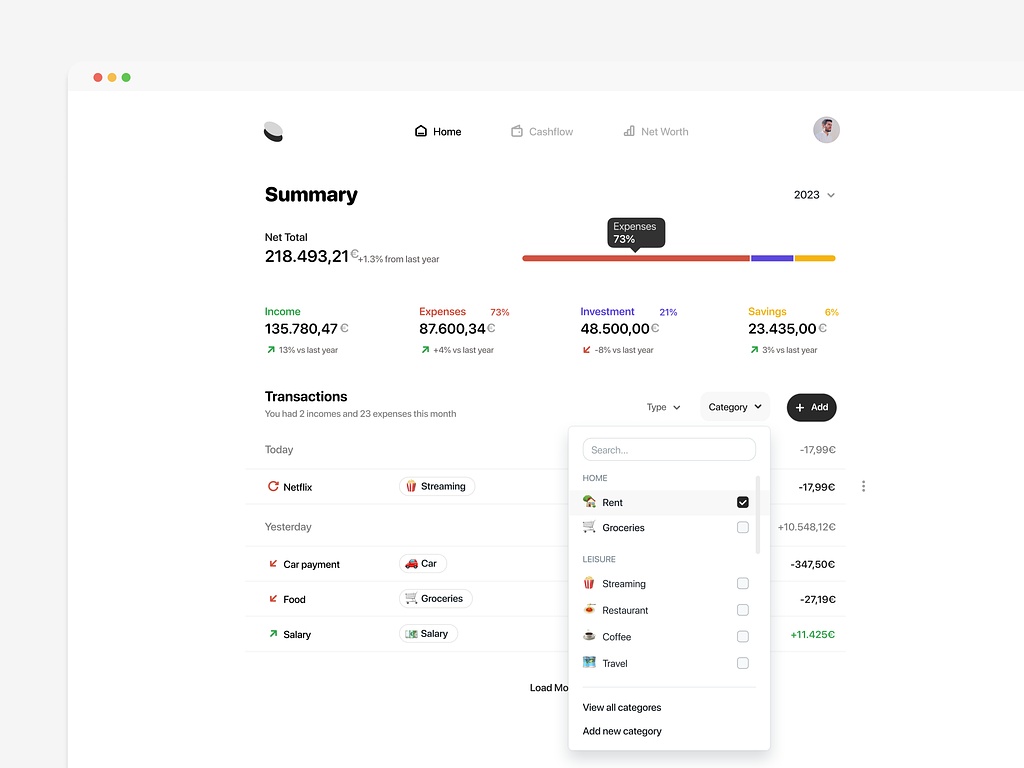 Home Cashflow Net Worth
Summary
2023
Expenses
73%
Net Total
218.493,21€ +1.3% from last year
Income
135.780,47€
13% vs last year
Expenses 73%
87.600,34€
+4% vs last year
Investment 21%
48.500,00€
-8% vs last year
Savings 6%
23.435,00€
3% vs last year
Transactions
You had 2 incomes and 23 expenses this month
Type Category + Add
Today -17,99€
Netflix Streaming -17,99€
Yesterday +10.548,12€
Car payment Car -347,50€
Food Groceries -27,19€
Salary Salary +11.425€
Load Mo
Search...
HOME
Rent
Groceries
LEISURE
Streaming
Restaurant
Coffee
Travel
View all categores
Add new category